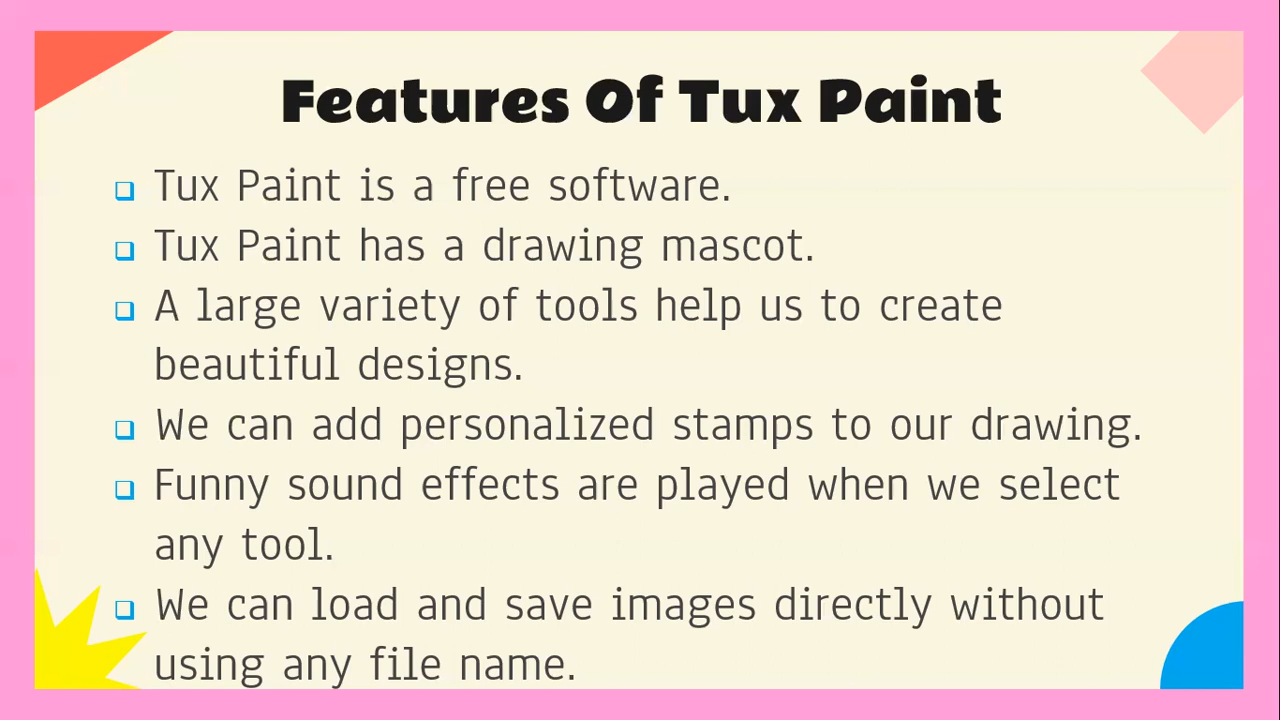 Features Of Tux Paint
❑ Tux Paint is a free software.
❑ Tux Paint has a drawing mascot.
❑ A large variety of tools help us to create
beautiful designs.
❑ We can add personalized stamps to our drawing.
❑ Funny sound effects are played when we select
any tool.
❑ We can load and save images directly without
using any file name.